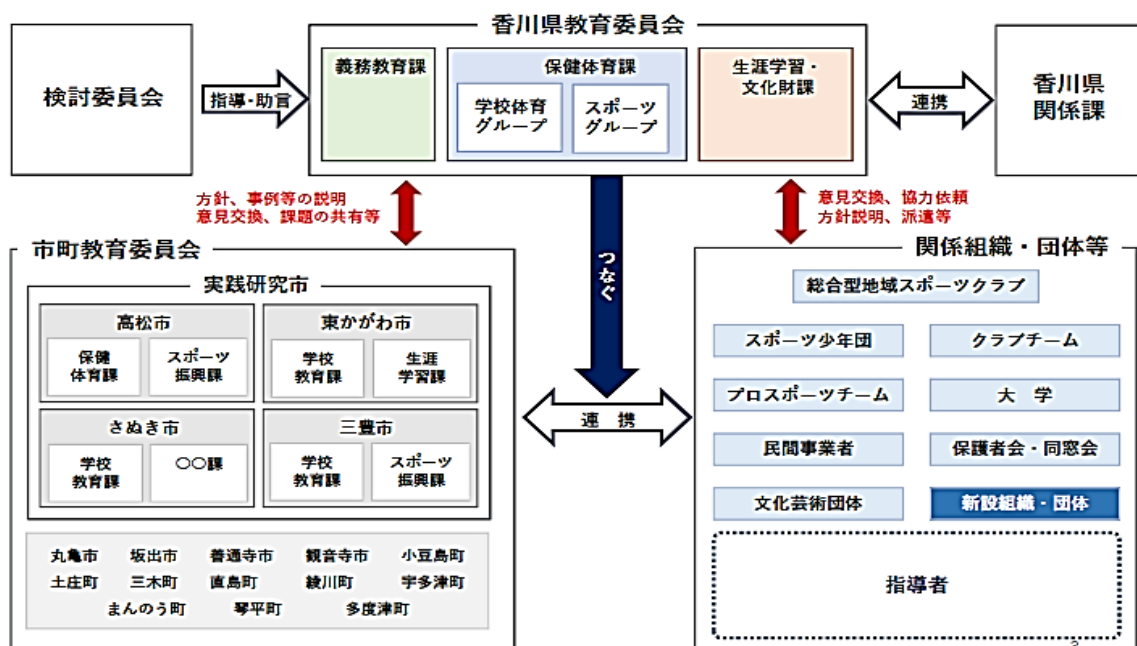 香川県教育委員会
検討委員会
指導・助言
義務教育課
保健体育課
学校体育
グループ
スポーツ
グループ
生涯学習・
文化財課
連携
香川県
関係課
方針、事例等の説明
意見交換、課題の共有等
つなぐ
意見交換、協力依頼
方針説明、派遣等
市町教育委員会
実践研究市
高松市
保健
体育課
スポーツ
振興課
東かがわ市
学校
教育課
生涯
学習課
さぬき市
学校
教育課
〇〇課
三豊市
学校
教育課
スポーツ
振興課
丸亀市 坂出市 善通寺市 観音寺市 小豆島町
土庄町 三木町 直島町 綾川町 宇多津町
まんのう町 琴平町 多度津町
連 携
関係組織・団体等
総合型地域スポーツクラブ
スポーツ少年団
クラブチーム
プロスポーツチーム
大 学
民間事業者
保護者会・同窓会
文化芸術団体
新設組織・団体
指導者